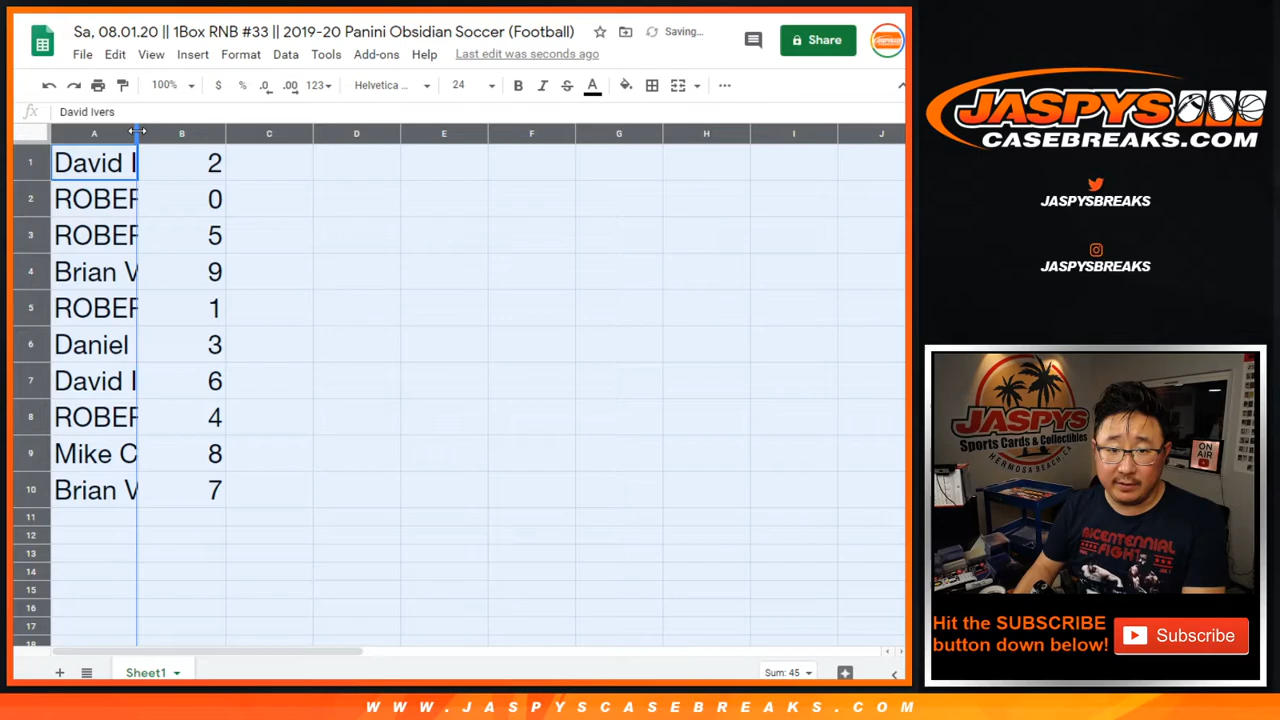 Sa, 08.01.20 || 1Box RNB #33 || 2019-20 Panini Obsidian Soccer (Football)
Saving...
Share
File Edit View Insert Format Data Tools Add-ons Help Last edit was seconds ago
100% $ % .0 .00 123 Helvetica ... 24 B I S A
fx David Ivers
A B C D E F G H I J
1 David I 2
2 ROBER 0
3 ROBER 5
4 Brian V 9
5 ROBER 1
6 Daniel 3
7 David I 6
8 ROBER 4
9 Mike C 8
10 Brian V 7
11
12
13
14
15
16
17
18
Sheet1
Sum: 45
JASPYS
CASEBREAKS.COM
JASPYSBREAKS
JASPYSBREAKS
JASPYS
Sports Cards & Collectibles
HERMOSA BEACH, CA
ON
AIR
BICENTENNIAL
FIGHT
Hit the SUBSCRIBE
button down below!
Subscribe
WWW.JASPYSCASEBREAKS.COM